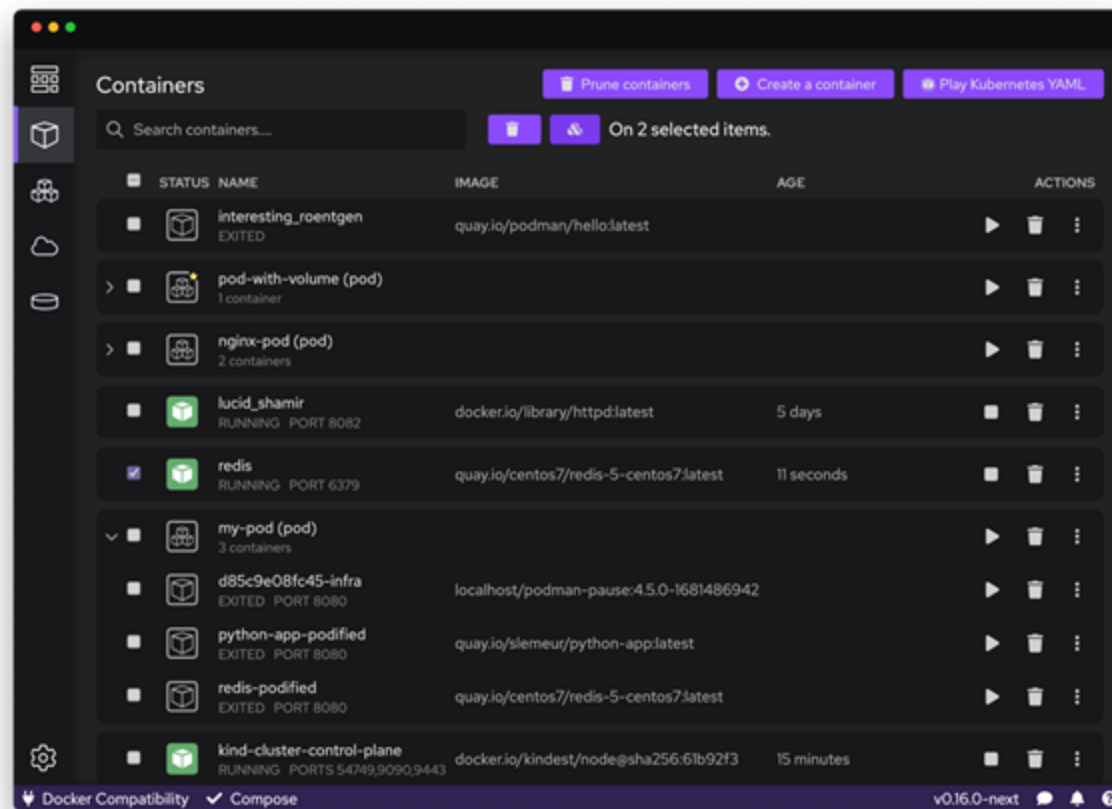 Containers
Prune containers
Create a container
Play Kubernetes YAML
Search containers....
On 2 selected items.
STATUS NAME IMAGE AGE ACTIONS
interesting_roentgen
EXITED
quay.io/podman/hello:latest
pod-with-volume (pod)
1 container
nginx-pod (pod)
2 containers
lucid_shamir
RUNNING PORT 8082
docker.io/library/httpd:latest
5 days
redis
RUNNING PORT 6379
quay.io/centos7/redis-5-centos7:latest
11 seconds
my-pod (pod)
3 containers
d85c9e08fc45-infra
EXITED PORT 8080
localhost/podman-pause:4.5.0-1681486942
python-app-podified
EXITED PORT 8080
quay.io/slemeur/python-app:latest
redis-podified
EXITED PORT 8080
quay.io/centos7/redis-5-centos7:latest
kind-cluster-control-plane
RUNNING PORTS 54749,9090,9443
docker.io/kindest/node@sha256:61b92f3
15 minutes
Docker Compatibility
Compose
v0.16.0-next